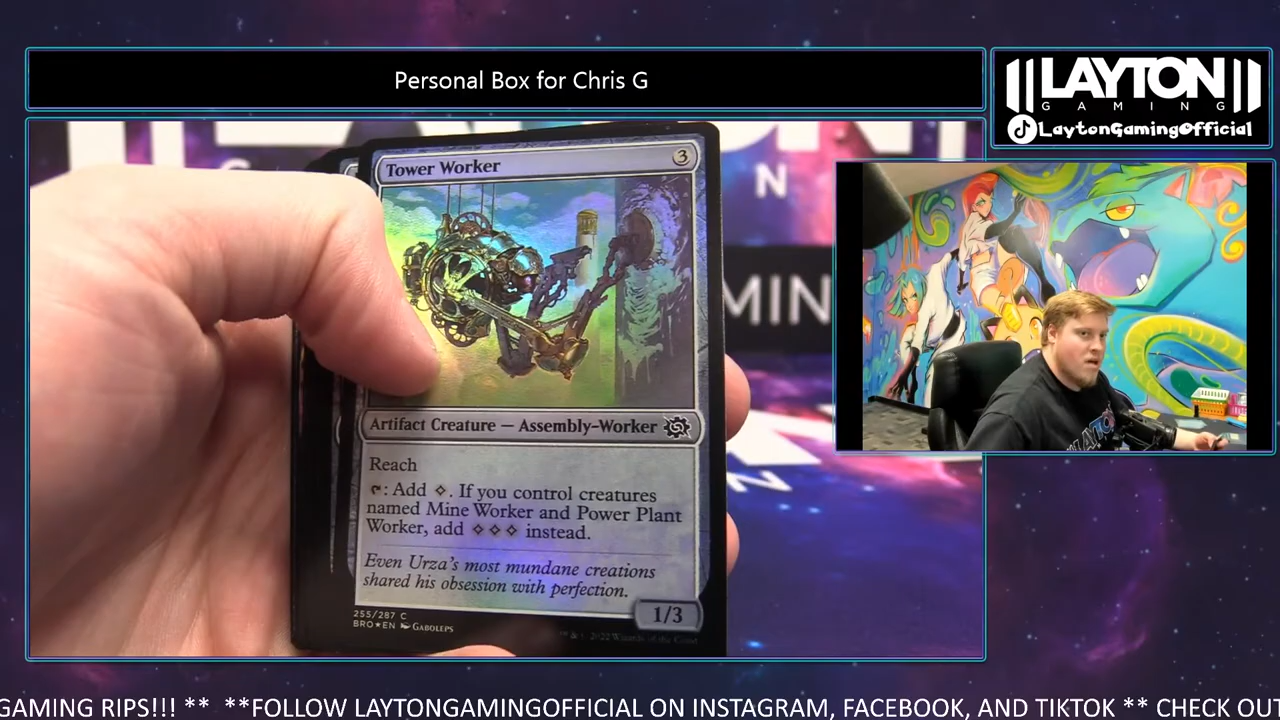 Personal Box for Chris G
LAYTON
GAMING
LaytonGamingOfficial
N
MIN
Tower Worker 3
Artifact Creature — Assembly-Worker
Reach
: Add . If you control creatures
named Mine Worker and Power Plant
Worker, add instead.
Even Urza's most mundane creations
shared his obsession with perfection.
1/3
255/287 C
BRO★EN GABOLEPS
™ & © 2022 Wizards of the Coast
GAMING RIPS!!! ** **FOLLOW LAYTONGAMINGOFFICIAL ON INSTAGRAM, FACEBOOK, AND TIKTOK ** CHECK OUT